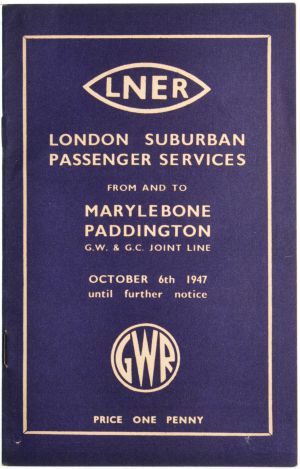 LNER
LONDON SUBURBAN
PASSENGER SERVICES
FROM AND TO
MARYLEBONE
PADDINGTON
G.W. & G.C. JOINT LINE
OCTOBER 6th 1947
until further notice
GWR
PRICE ONE PENNY